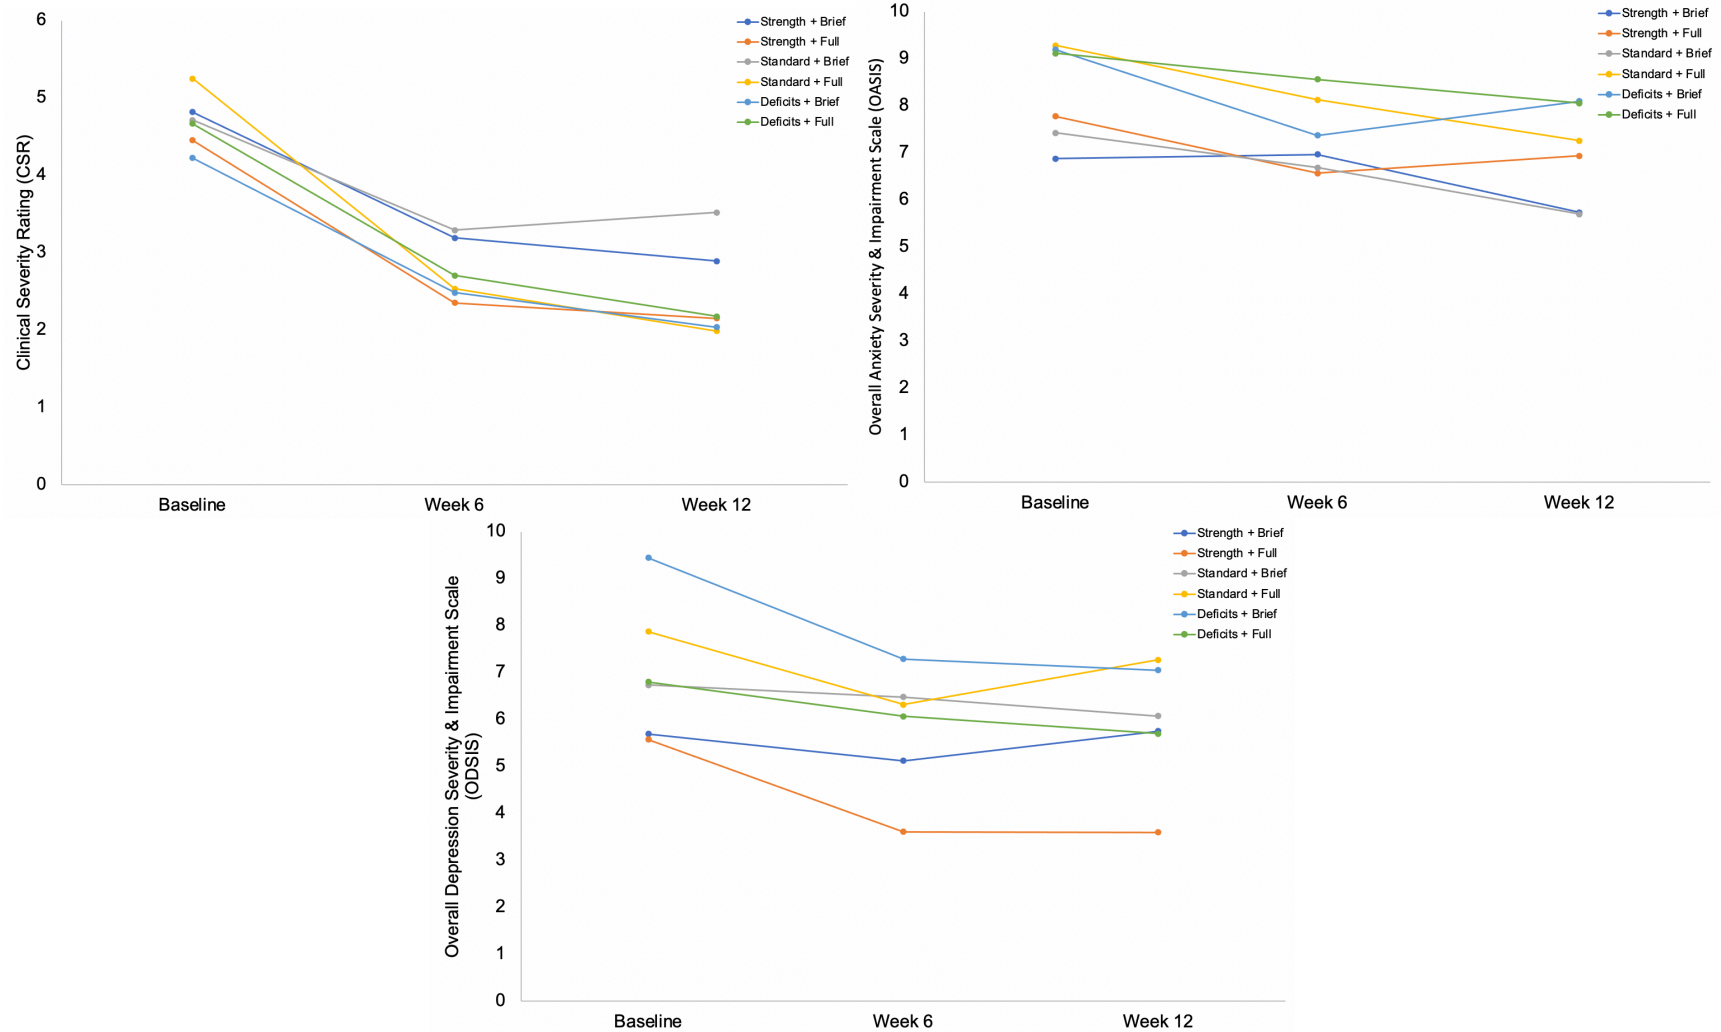 Clinical Severity Rating (CSR)
6
5
4
3
2
1
0
Baseline
Week 6
Week 12
Strength + Brief
Strength + Full
Standard + Brief
Standard + Full
Deficits + Brief
Deficits + Full
Overall Anxiety Severity & Impairment Scale (OASIS)
10
9
8
7
6
5
4
3
2
1
0
Baseline
Week 6
Week 12
Strength + Brief
Strength + Full
Standard + Brief
Standard + Full
Deficits + Brief
Deficits + Full
Overall Depression Severity & Impairment Scale
(ODSIS)
10
9
8
7
6
5
4
3
2
1
0
Baseline
Week 6
Week 12
Strength + Brief
Strength + Full
Standard + Brief
Standard + Full
Deficits + Brief
Deficits + Full